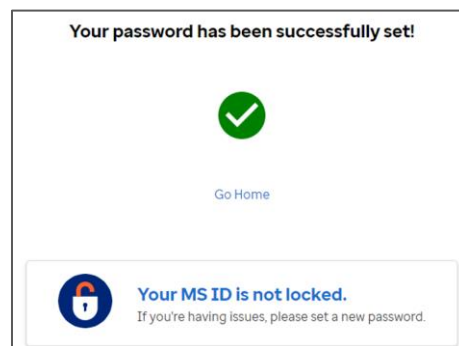 Your password has been successfully set!
Go Home
Your MS ID is not locked.
If you're having issues, please set a new password.